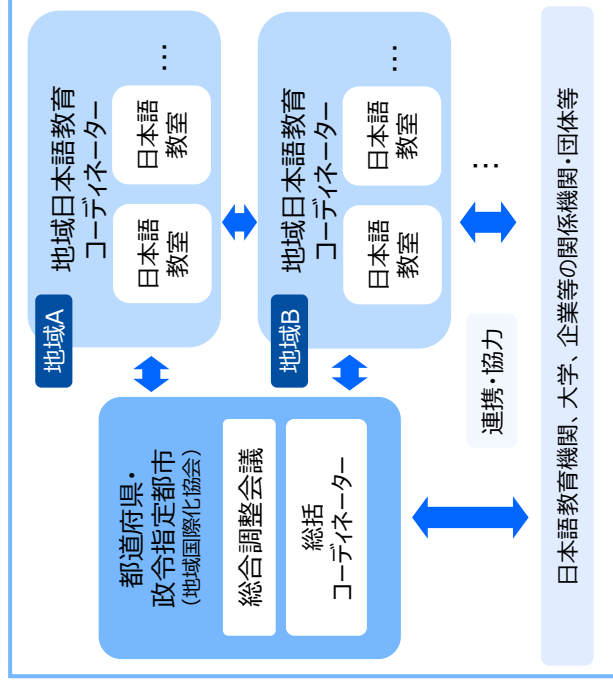 都道府県・
政令指定都市
（地域国際化協会）
総合調整会議
総括
コーディネーター
地域A
地域日本語教育
コーディネーター
日本語
教室
日本語
教室
…
地域B
地域日本語教育
コーディネーター
日本語
教室
日本語
教室
…
…
連携・協力
日本語教育機関、大学、企業等の関係機関・団体等